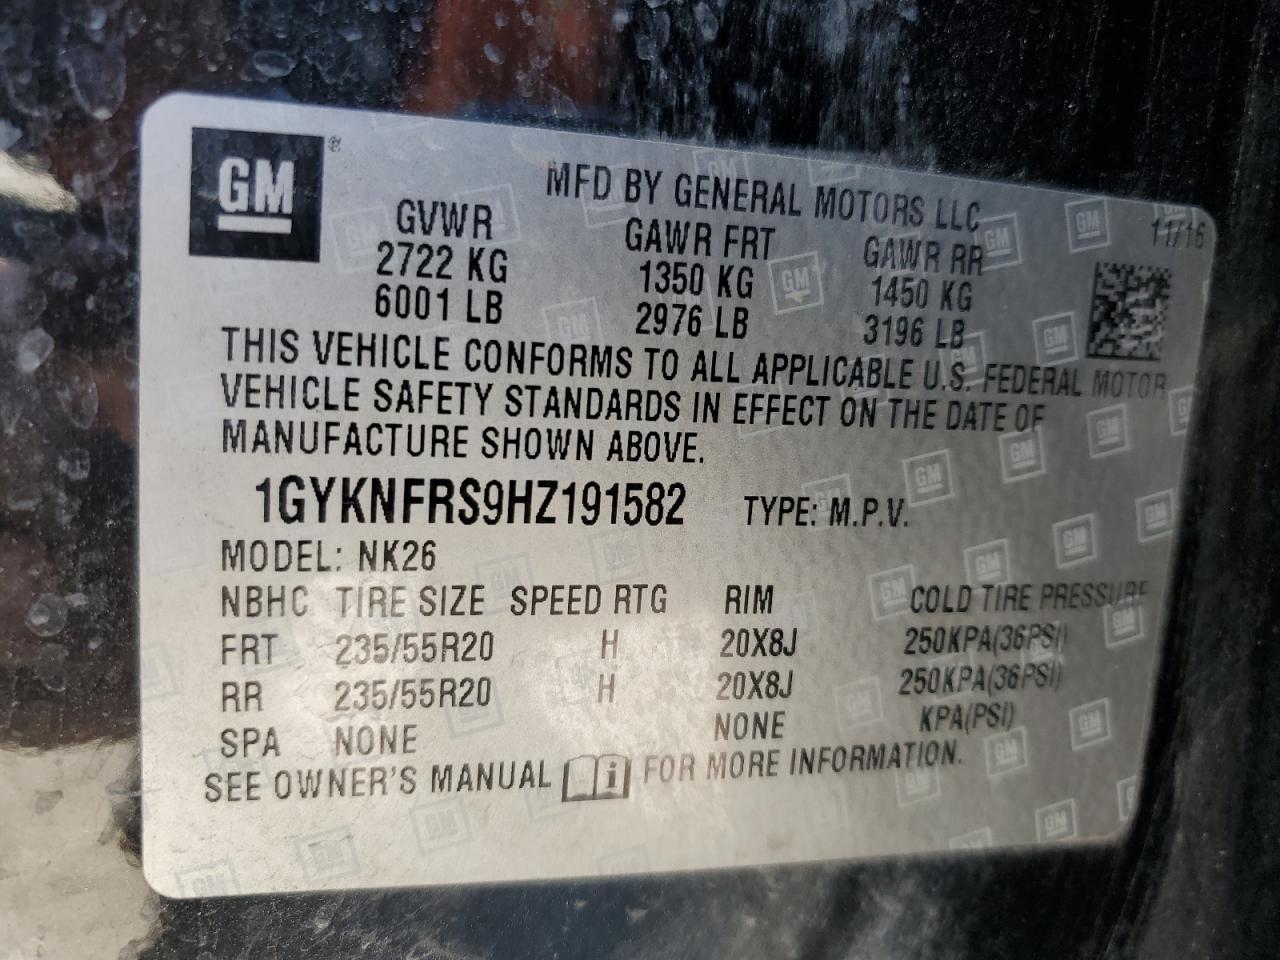 GM ®
MFD BY GENERAL MOTORS LLC
11/16
GVWR GAWR FRT GAWR RR
2722 KG 1350 KG 1450 KG
6001 LB 2976 LB 3196 LB
THIS VEHICLE CONFORMS TO ALL APPLICABLE U.S. FEDERAL MOTOR
VEHICLE SAFETY STANDARDS IN EFFECT ON THE DATE OF
MANUFACTURE SHOWN ABOVE.
1GYKNFRS9HZ191582 TYPE: M.P.V.
MODEL: NK26
NBHC TIRE SIZE SPEED RTG RIM COLD TIRE PRESSURE
FRT 235/55R20 H 20X8J 250KPA(36PSI)
RR 235/55R20 H 20X8J 250KPA(36PSI)
SPA NONE NONE KPA(PSI)
SEE OWNER'S MANUAL i FOR MORE INFORMATION.